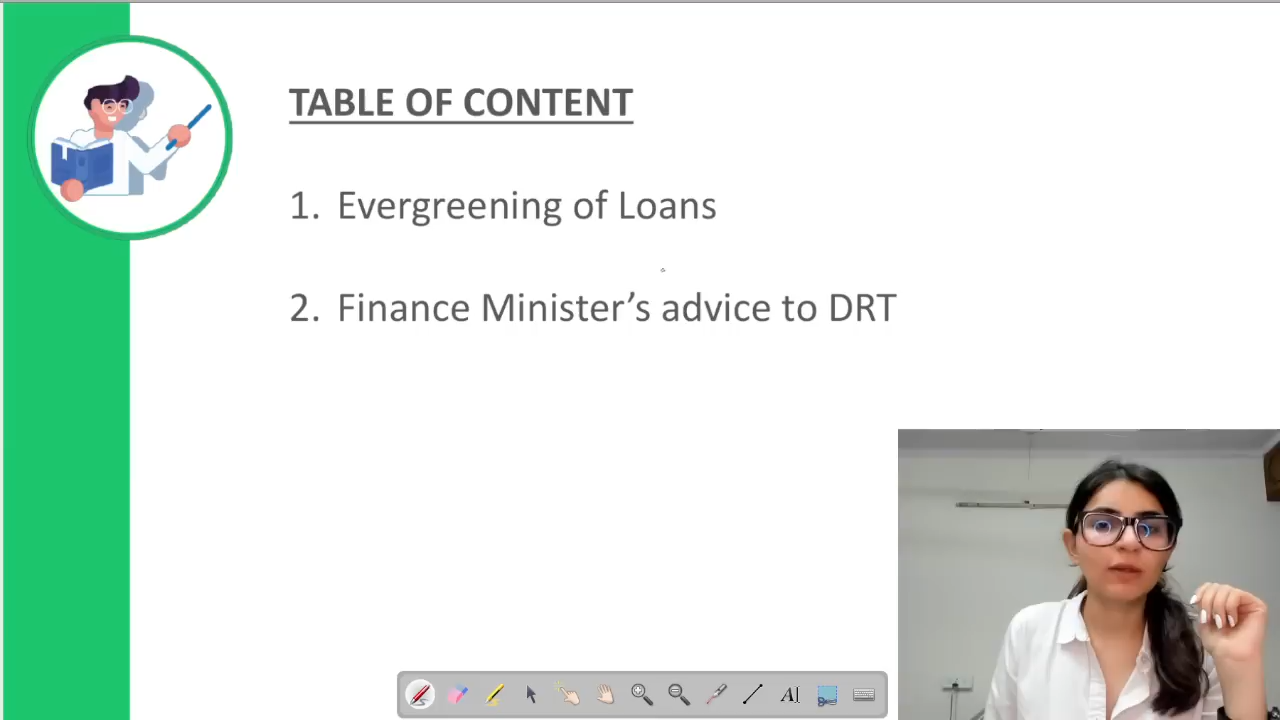 TABLE OF CONTENT
1. Evergreening of Loans
2. Finance Minister’s advice to DRT
A